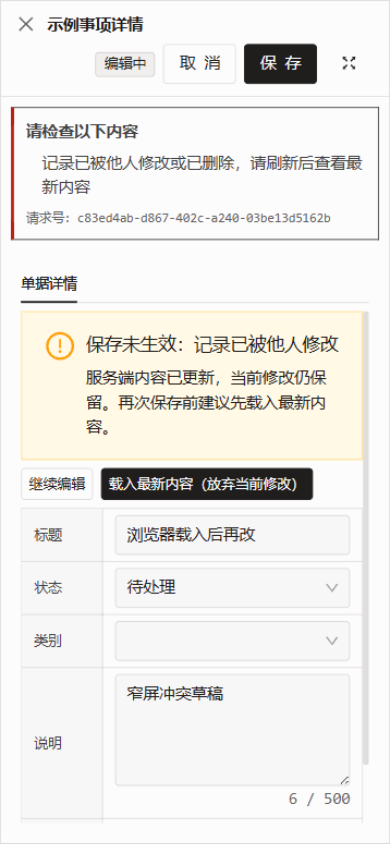 示例事项详情
编辑中
取 消
保 存
请检查以下内容
记录已被他人修改或已删除，请刷新后查看最
新内容
请求号：c83ed4ab-d867-402c-a240-03be13d5162b
单据详情
保存未生效：记录已被他人修改
服务端内容已更新，当前修改仍保
留。再次保存前建议先载入最新内
容。
继续编辑
载入最新内容（放弃当前修改）
标题
浏览器载入后再改
状态
待处理
类别
说明
窄屏冲突草稿
6 / 500